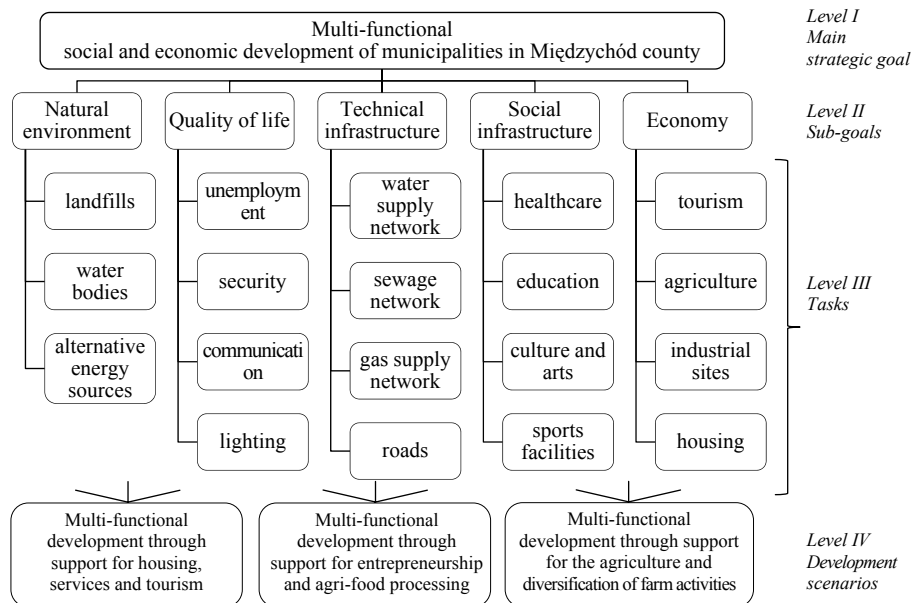 Multi-functional
social and economic development of municipalities in Międzychód county
Level I
Main
strategic goal
Natural
environment
Quality of life
Technical
infrastructure
Social
infrastructure
Economy
Level II
Sub-goals
landfills
water
bodies
alternative
energy
sources
unemploym
ent
security
communicati
on
lighting
water
supply
network
sewage
network
gas supply
network
roads
healthcare
education
culture and
arts
sports
facilities
tourism
agriculture
industrial
sites
housing
Level III
Tasks
Multi-functional
development through
support for housing,
services and tourism
Multi-functional
development through
support for entrepreneurship
and agri-food processing
Multi-functional
development through support
for the agriculture and
diversification of farm activities
Level IV
Development
scenarios